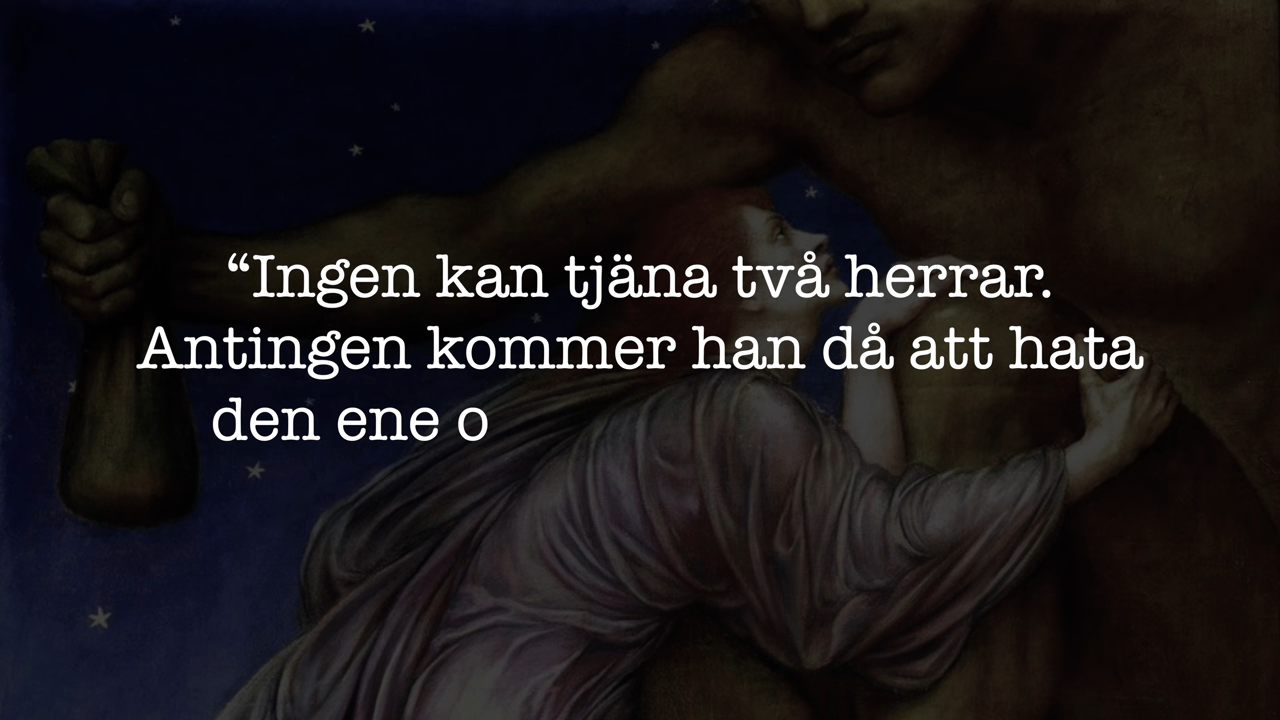 “Ingen kan tjäna två herrar.
Antingen kommer han då att hata
den ene o